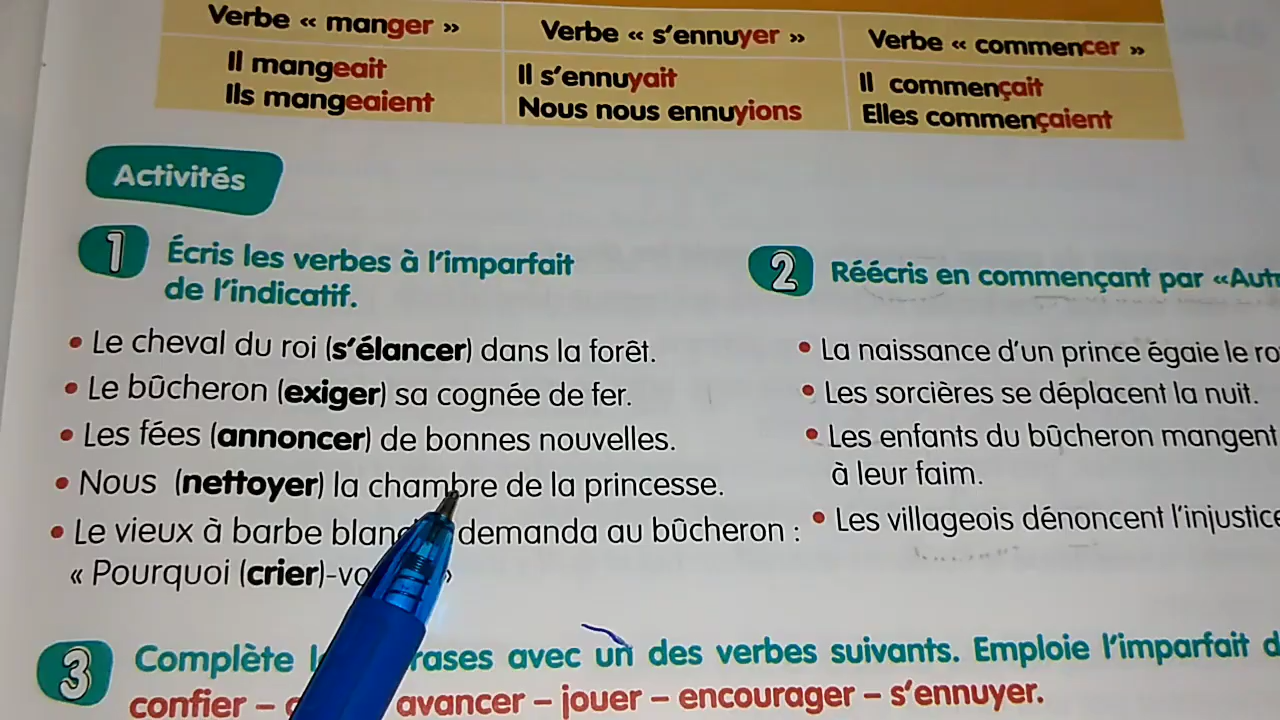 Verbe « manger »
Verbe « s'ennuyer »
Verbe « commencer »
Il mangeait
Ils mangeaient
Il s'ennuyait
Nous nous ennuyions
Il commençait
Elles commençaient
Activités
1 Écris les verbes à l'imparfait
de l'indicatif.
• Le cheval du roi (s'élancer) dans la forêt.
• Le bûcheron (exiger) sa cognée de fer.
• Les fées (annoncer) de bonnes nouvelles.
• Nous (nettoyer) la chambre de la princesse.
• Le vieux à barbe demanda au bûcheron :
« Pourquoi (crier) »
2 Réécris en commençant par
• La naissance d'un prince égaie le
• Les sorcières se déplacent la nuit.
• Les enfants du bûcheron mangent
à leur faim.
• Les villageois dénoncent l'injustice
3 Complète avec un des verbes suivants. Emploie l'imparfait
confier – avancer – jouer – encourager – s'ennuyer.